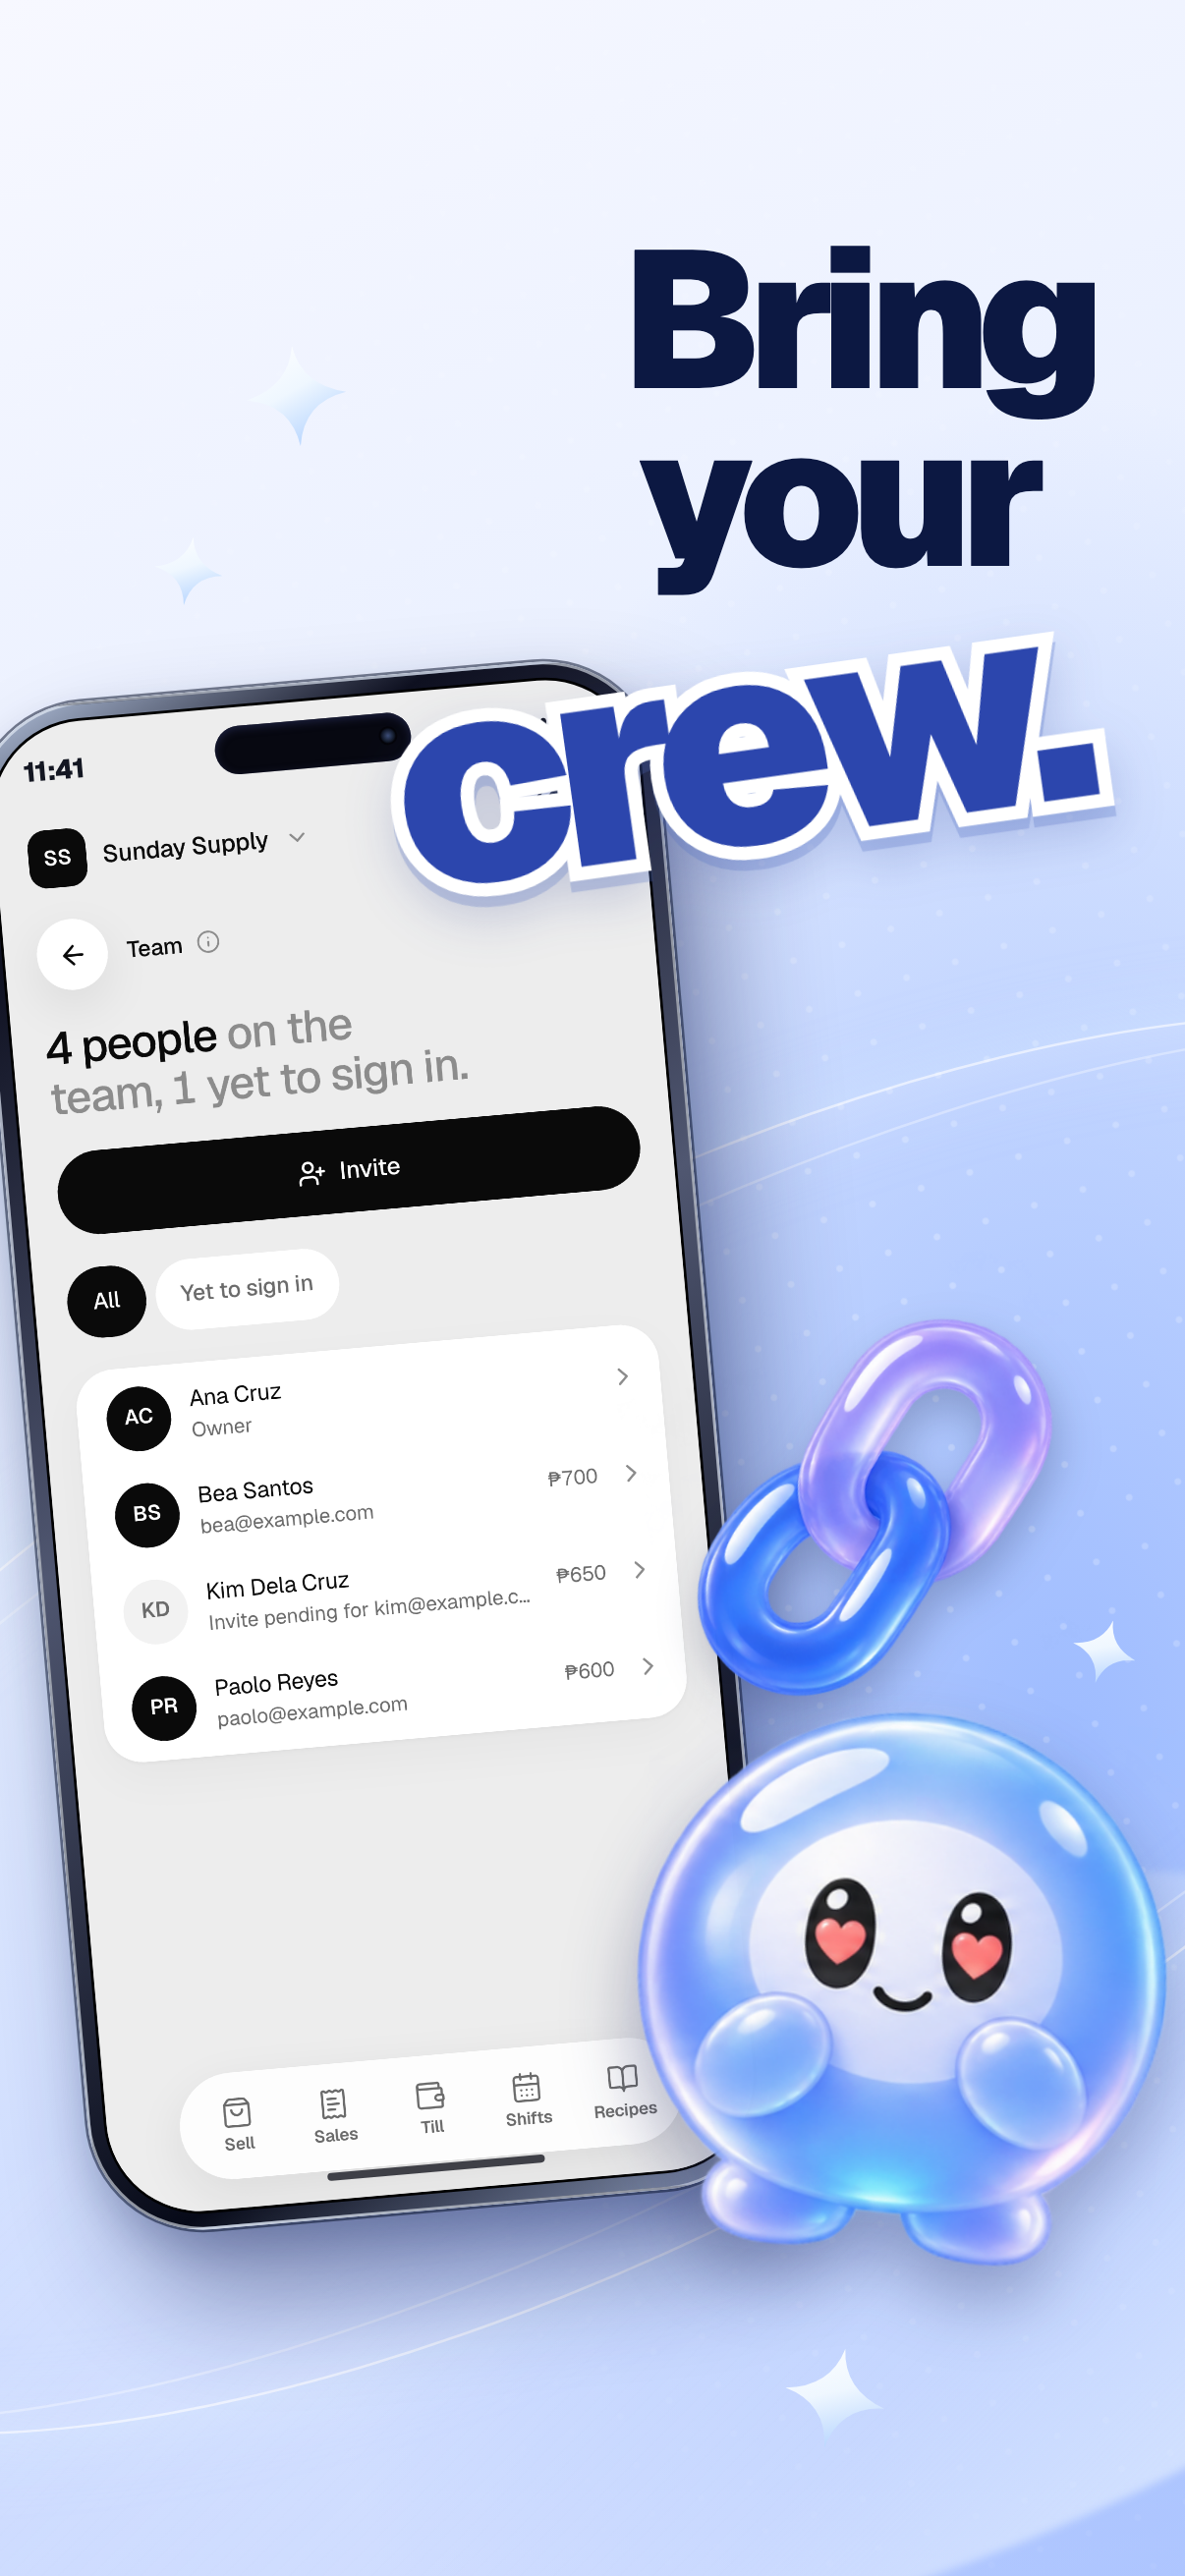 Bring
your
crew.
11:41
SS Sunday Supply
Team
4 people on the
team, 1 yet to sign in.
Invite
All Yet to sign in
AC Ana Cruz
Owner
BS Bea Santos ₱700
bea@example.com
KD Kim Dela Cruz ₱650
Invite pending for kim@example.c...
PR Paolo Reyes ₱600
paolo@example.com
Sell Sales Till Shifts Recipes